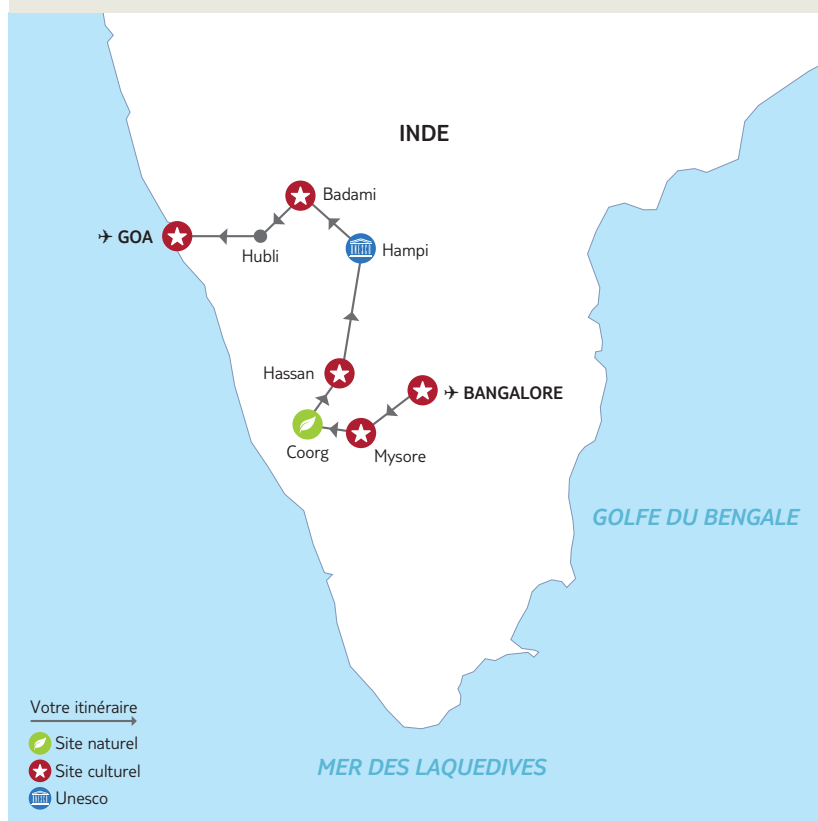 INDE
Badami
✈ GOA
Hubli
Hampi
Hassan
✈ BANGALORE
Coorg
Mysore
GOLFE DU BENGALE
Votre itinéraire
Site naturel
Site culturel
Unesco
MER DES LAQUEDIVES